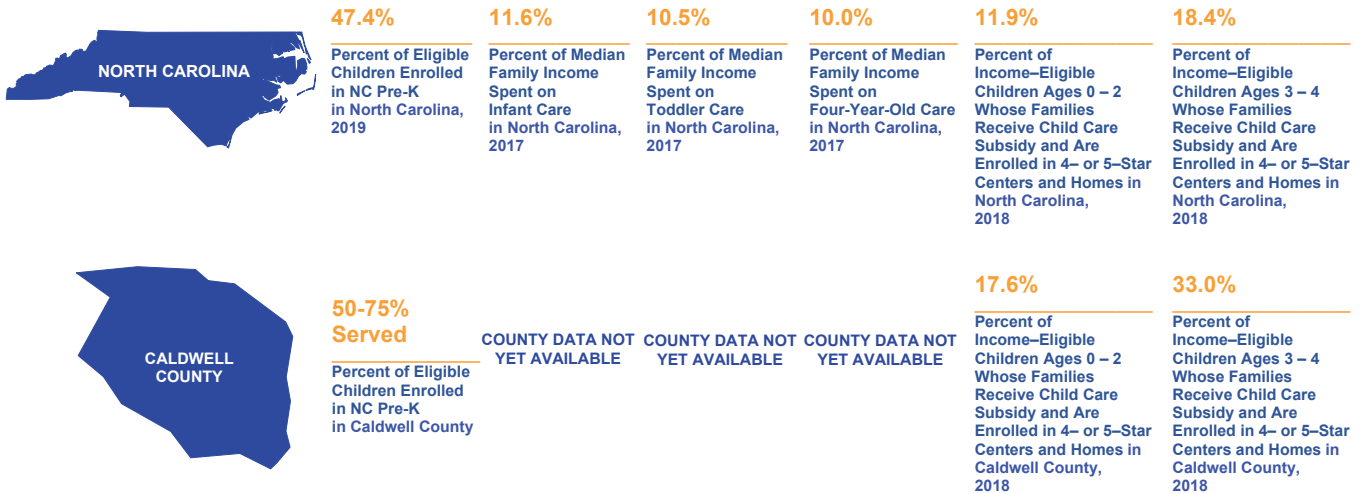 NORTH CAROLINA
47.4%
Percent of Eligible
Children Enrolled
in NC Pre-K
in North Carolina,
2019
11.6%
Percent of Median
Family Income
Spent on
Infant Care
in North Carolina,
2017
10.5%
Percent of Median
Family Income
Spent on
Toddler Care
in North Carolina,
2017
10.0%
Percent of Median
Family Income
Spent on
Four-Year-Old Care
in North Carolina,
2017
11.9%
Percent of
Income–Eligible
Children Ages 0 – 2
Whose Families
Receive Child Care
Subsidy and Are
Enrolled in 4– or 5–Star
Centers and Homes in
North Carolina,
2018
18.4%
Percent of
Income–Eligible
Children Ages 3 – 4
Whose Families
Receive Child Care
Subsidy and Are
Enrolled in 4– or 5–Star
Centers and Homes in
North Carolina,
2018
CALDWELL
COUNTY
50-75%
Served
Percent of Eligible
Children Enrolled
in NC Pre-K
in Caldwell County
COUNTY DATA NOT
YET AVAILABLE
COUNTY DATA NOT
YET AVAILABLE
COUNTY DATA NOT
YET AVAILABLE
17.6%
Percent of
Income–Eligible
Children Ages 0 – 2
Whose Families
Receive Child Care
Subsidy and Are
Enrolled in 4– or 5–Star
Centers and Homes in
Caldwell County,
2018
33.0%
Percent of
Income–Eligible
Children Ages 3 – 4
Whose Families
Receive Child Care
Subsidy and Are
Enrolled in 4– or 5–Star
Centers and Homes in
Caldwell County,
2018